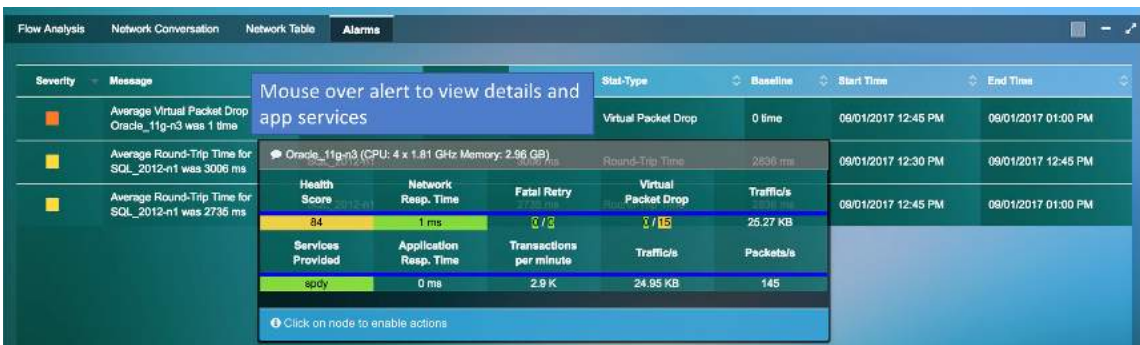 Flow Analysis Network Conversation Network Table Alarms
Severity Message Stat-Type Baseline Start Time End Time
Mouse over alert to view details and
app services
Average Virtual Packet Drop
Oracle_11g-n3 was 1 time
Virtual Packet Drop 0 time 09/01/2017 12:45 PM 09/01/2017 01:00 PM
Average Round-Trip Time for
SQL_2012-n1 was 3006 ms
Round-Trip Time 2836 ms 09/01/2017 12:30 PM 09/01/2017 12:45 PM
Average Round-Trip Time for
SQL_2012-n1 was 2735 ms
09/01/2017 12:45 PM 09/01/2017 01:00 PM
Oracle_11g-n3 (CPU: 4 x 1.81 GHz Memory: 2.96 GB)
Health Score Network Resp. Time Fatal Retry Virtual Packet Drop Traffic/s
84 1 ms 0 / 0 0 / 15 25.27 KB
Services Provided Application Resp. Time Transactions per minute Traffic/s Packets/s
spdy 0 ms 2.9 K 24.95 KB 145
Click on node to enable actions